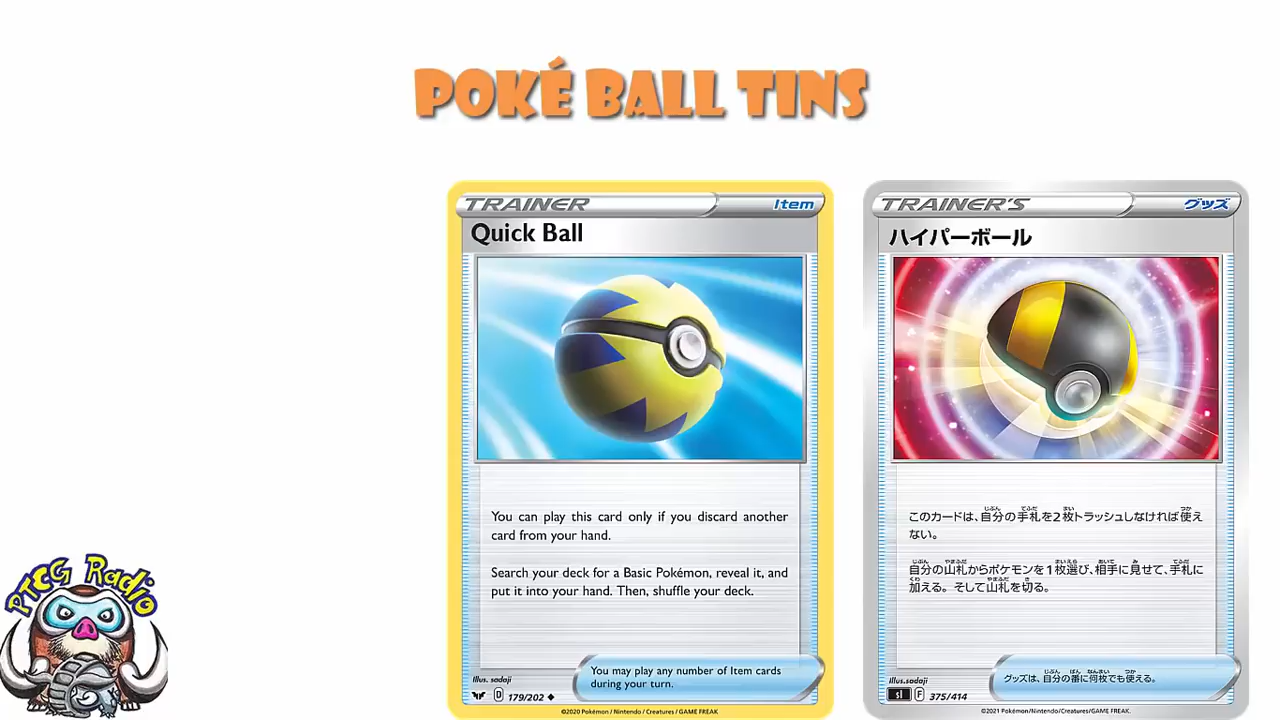 POKÉ BALL TINS
TRAINER
Item
Quick Ball
You can play this card only if you discard another
card from your hand.
Search your deck for a Basic Pokémon, reveal it, and
put it into your hand. Then, shuffle your deck.
You may play any number of Item cards
during your turn.
Illus. sadaji
D 179/202
©2020 Pokémon / Nintendo / Creatures / GAME FREAK
TRAINER'S
グッズ
ハイパーボール
このカードは、自分の手札を2枚トラッシュしなければ使え
ない。
自分の山札からポケモンを1枚選び、相手に見せて、手札に
加える。そして山札を切る。
グッズは、自分の番に何枚でも使える。
illus.sadaji
sI F 375/414
©2021 Pokémon/Nintendo/Creatures/GAME FREAK.
PTCG Radio